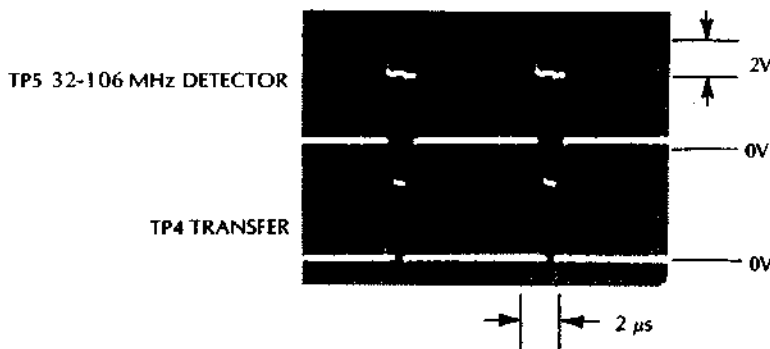 TP5 32-106 MHz DETECTOR
2V
0V
TP4 TRANSFER
0V
2 μs